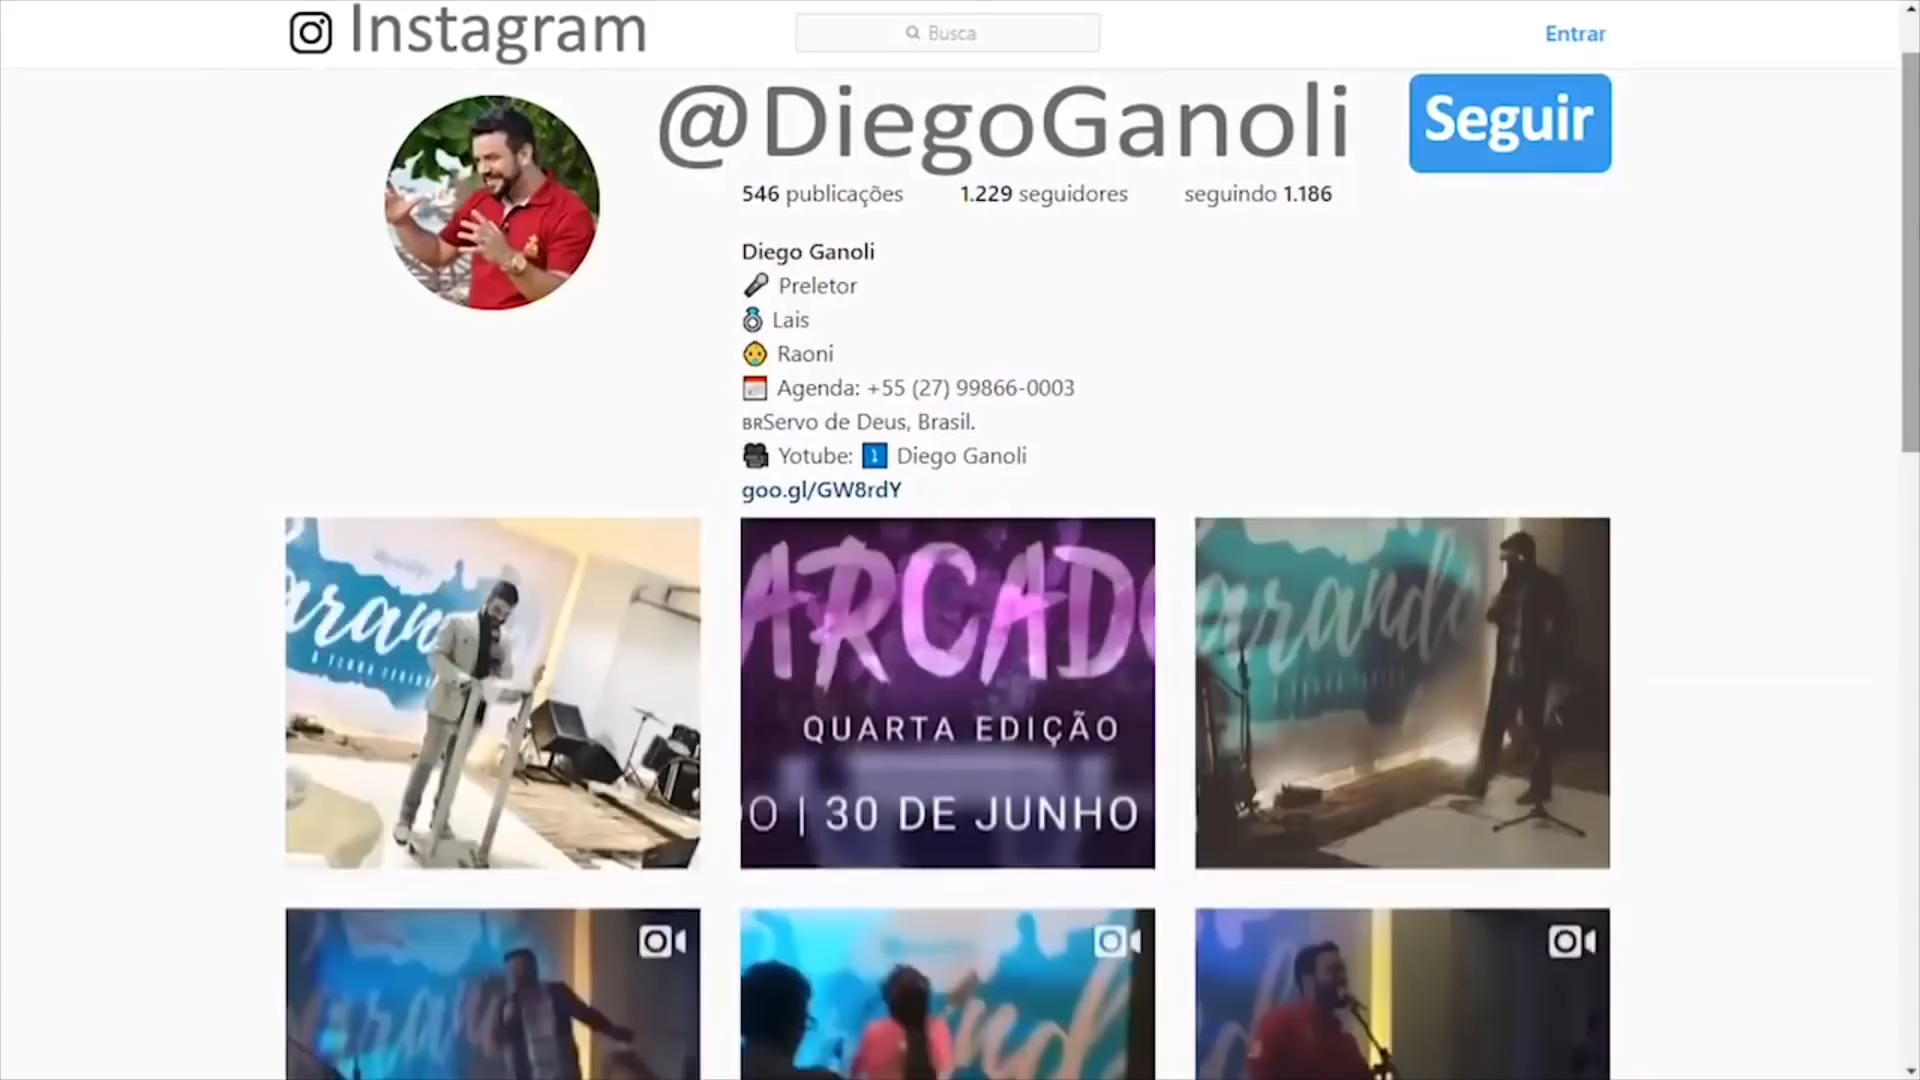 Instagram
Busca
Entrar
@DiegoGanoli
Seguir
546 publicações
1.229 seguidores
seguindo 1.186
Diego Ganoli
Preletor
Lais
Raoni
Agenda: +55 (27) 99866-0003
BRServo de Deus, Brasil.
Yotube: Diego Ganoli
goo.gl/GW8rdY
ARCADO
QUARTA EDIÇÃO
DO | 30 DE JUNHO